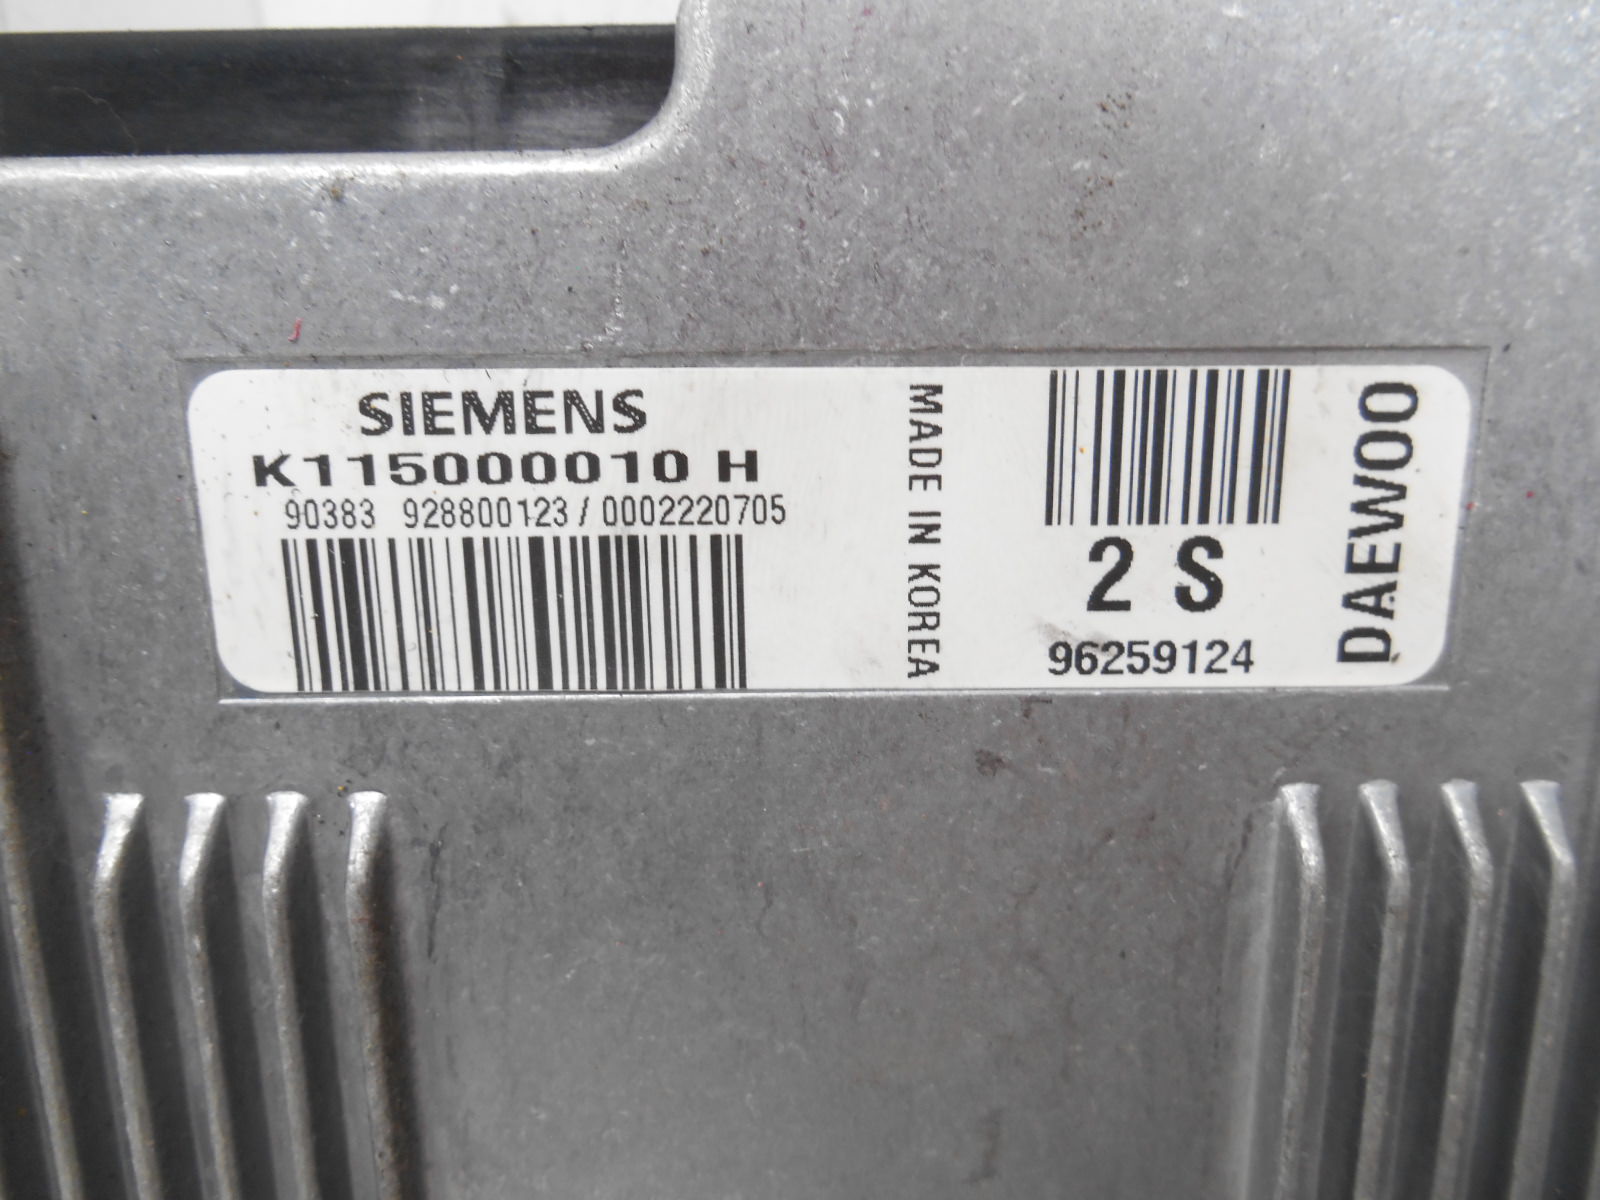 SIEMENS
K115000010 H
90383 928800123 / 0002220705
MADE IN KOREA
2 S
96259124
DAEWOO